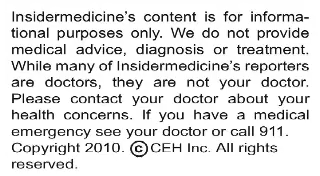 Insidermedicine's content is for informa-
tional purposes only. We do not provide
medical advice, diagnosis or treatment.
While many of Insidermedicine's reporters
are doctors, they are not your doctor.
Please contact your doctor about your
health concerns. If you have a medical
emergency see your doctor or call 911.
Copyright 2010. © CEH Inc. All rights
reserved.